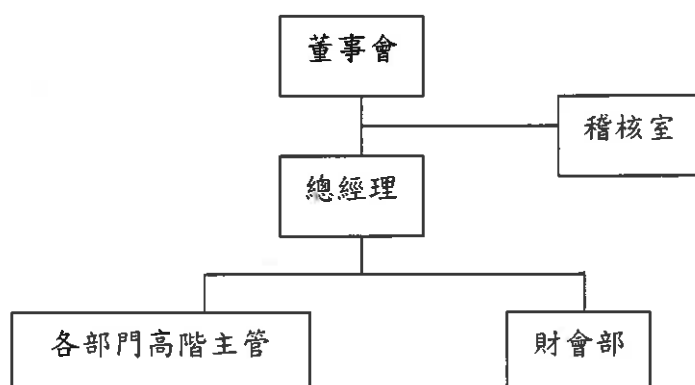 董事會
稽核室
總經理
各部門高階主管
財會部